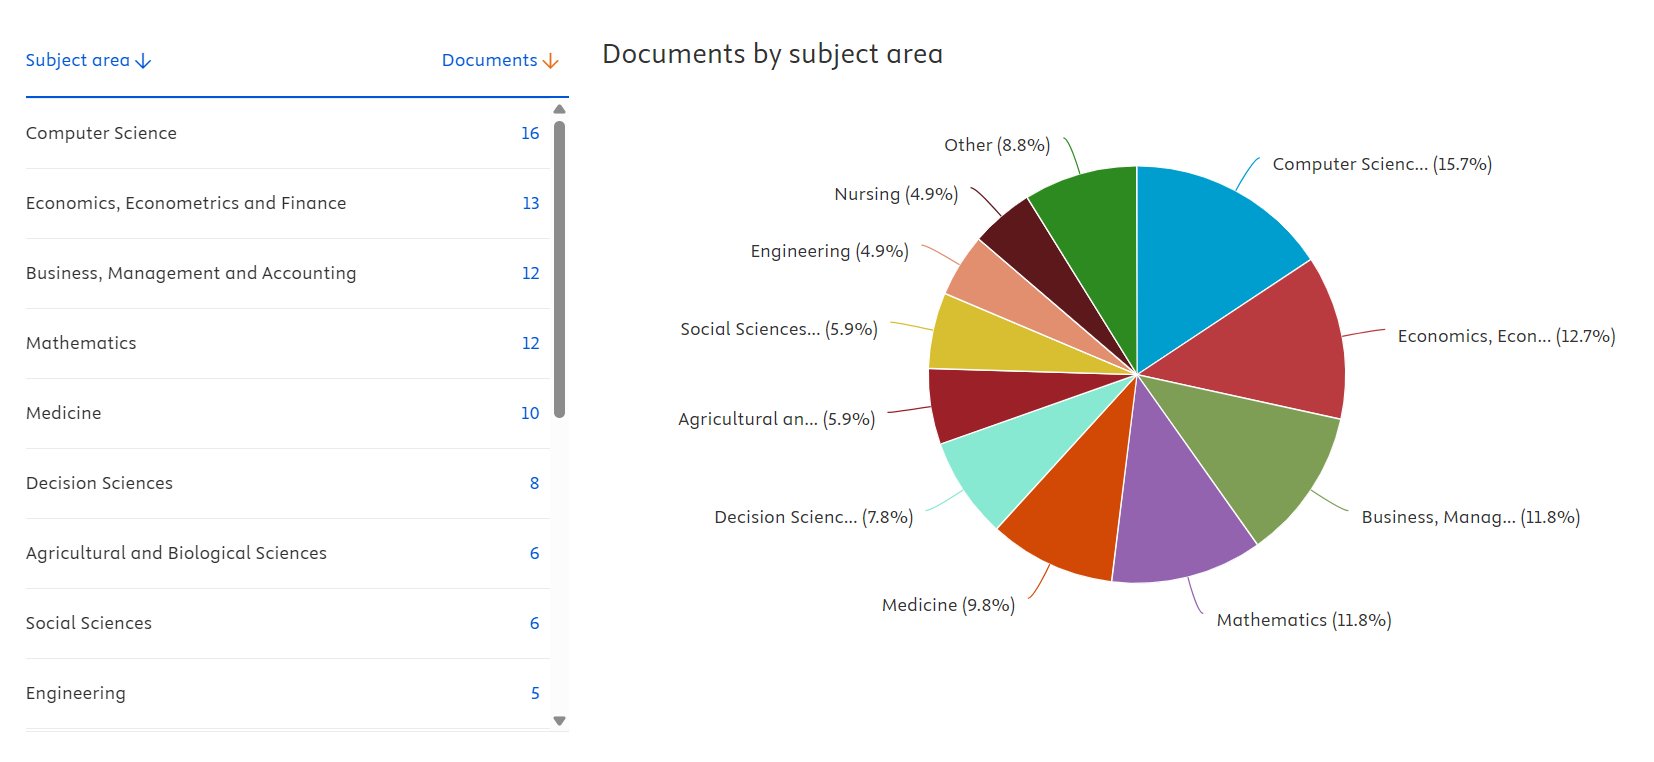 Subject area
Documents
Computer Science 16
Economics, Econometrics and Finance 13
Business, Management and Accounting 12
Mathematics 12
Medicine 10
Decision Sciences 8
Agricultural and Biological Sciences 6
Social Sciences 6
Engineering 5
Documents by subject area
Other (8.8%)
Computer Scienc... (15.7%)
Nursing (4.9%)
Engineering (4.9%)
Social Sciences... (5.9%)
Economics, Econ... (12.7%)
Agricultural an... (5.9%)
Decision Scienc... (7.8%)
Business, Manag... (11.8%)
Medicine (9.8%)
Mathematics (11.8%)